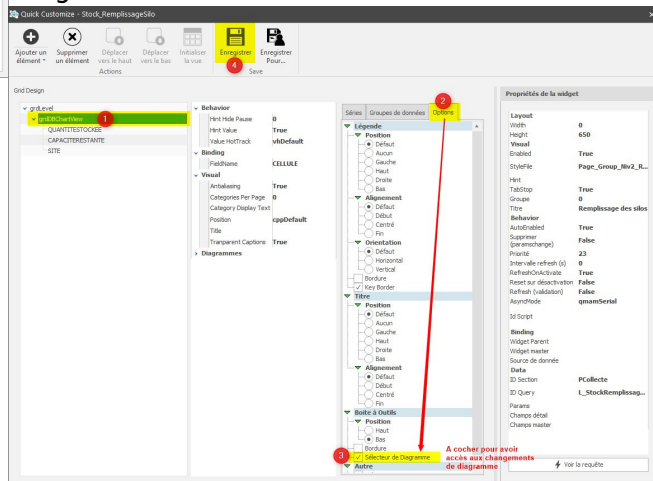 Quick Customize - Stock_RemplissageSilo
Ajouter un élément
Supprimer un élément
Déplacer vers le haut
Déplacer vers le bas
Initialiser la vue
Enregistrer
Enregistrer Pour...
4
Actions
Save
Grid Design
grdLevel
grdDBChartView
1
QUANTITESTOCKEE
CAPACITERESTANTE
SITE
Behavior
Hint Hide Pause 0
Hint Value True
Value HotTrack vhDefault
Binding
FieldName CELLULE
Visual
Antialiasing True
Categories Per Page 0
Category Display Text
Position cppDefault
Title
Tranparent Captions True
Diagrammes
2
Séries
Groupes de données
Options
Légende
Position
Défaut
Aucun
Gauche
Haut
Droite
Bas
Alignement
Défaut
Début
Centré
Fin
Orientation
Défaut
Horizontal
Vertical
Bordure
Key Border
Titre
Position
Défaut
Aucun
Gauche
Haut
Droite
Bas
Alignement
Défaut
Début
Centré
Fin
Boite à Outils
Position
Haut
Bas
Bordure
3
Sélecteur de Diagramme
Autre
A cocher pour avoir
accès aux changements
de diagramme
Propriétés de la widget
Layout
Width 0
Height 650
Visual
Enabled True
StyleFile Page_Group_Niv2_R...
Hint
TabStop True
Groupe 0
Titre Remplissage des silos
Behavior
AutoEnabled True
Supprimer (paramschange) False
Priorité 23
Intervalle refresh (s) 0
RefreshOnActivate True
Reset sur désactivation False
Refresh (validation) False
AsyncMode qmamSerial
Id Script
Binding
Widget Parent
Widget master
Source de donnée
Data
ID Section PCollecte
ID Query L_StockRemplissag...
Params
Champs détail
Champs master
Voir la requête